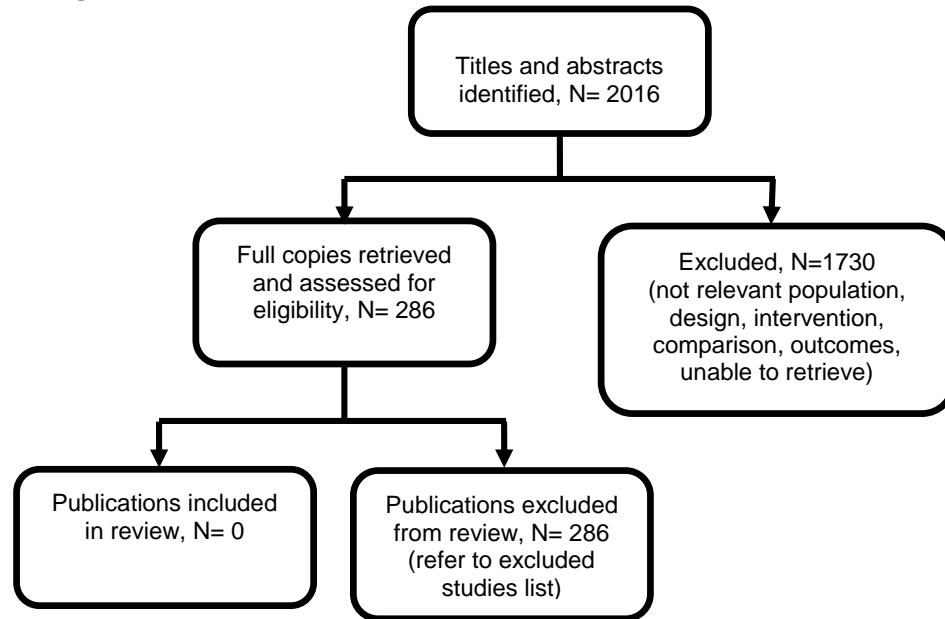 Titles and abstracts
identified, N= 2016
Full copies retrieved
and assessed for
eligibility, N= 286
Excluded, N=1730
(not relevant population,
design, intervention,
comparison, outcomes,
unable to retrieve)
Publications included
in review, N= 0
Publications excluded
from review, N= 286
(refer to excluded
studies list)